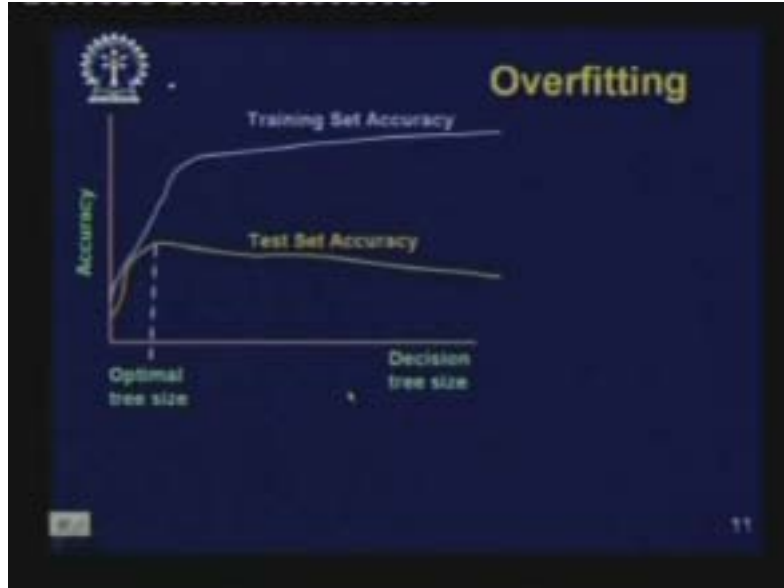 Overfitting
Training Set Accuracy
Accuracy
Test Set Accuracy
Optimal
tree size
Decision
tree size
11